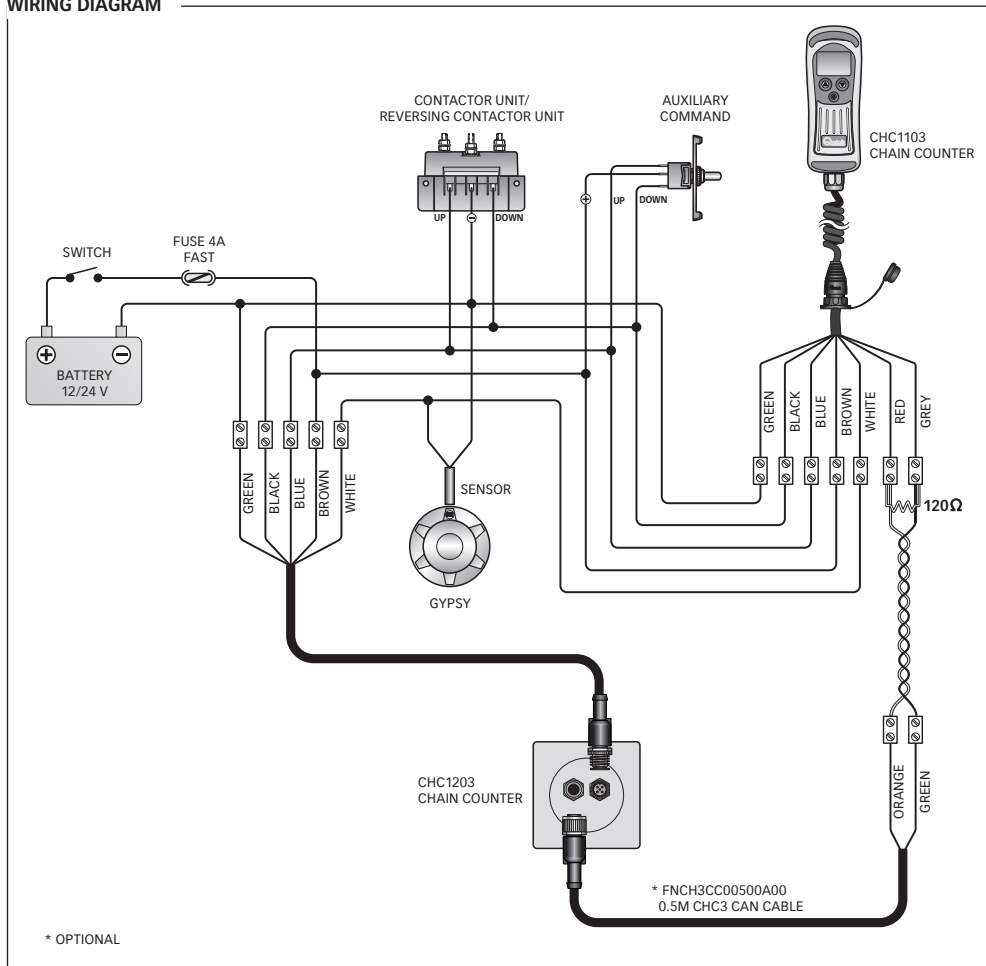 WIRING DIAGRAM
CONTACTOR UNIT/
REVERSING CONTACTOR UNIT
AUXILIARY
COMMAND
CHC1103
CHAIN COUNTER
UP
DOWN
UP
DOWN
SWITCH
FUSE 4A
FAST
BATTERY
12/24 V
GREEN
BLACK
BLUE
BROWN
WHITE
SENSOR
GYPSY
GREEN
BLACK
BLUE
BROWN
WHITE
RED
GREY
120Ω
CHC1203
CHAIN COUNTER
ORANGE
GREEN
* FNCH3CC00500A00
0.5M CHC3 CAN CABLE
* OPTIONAL